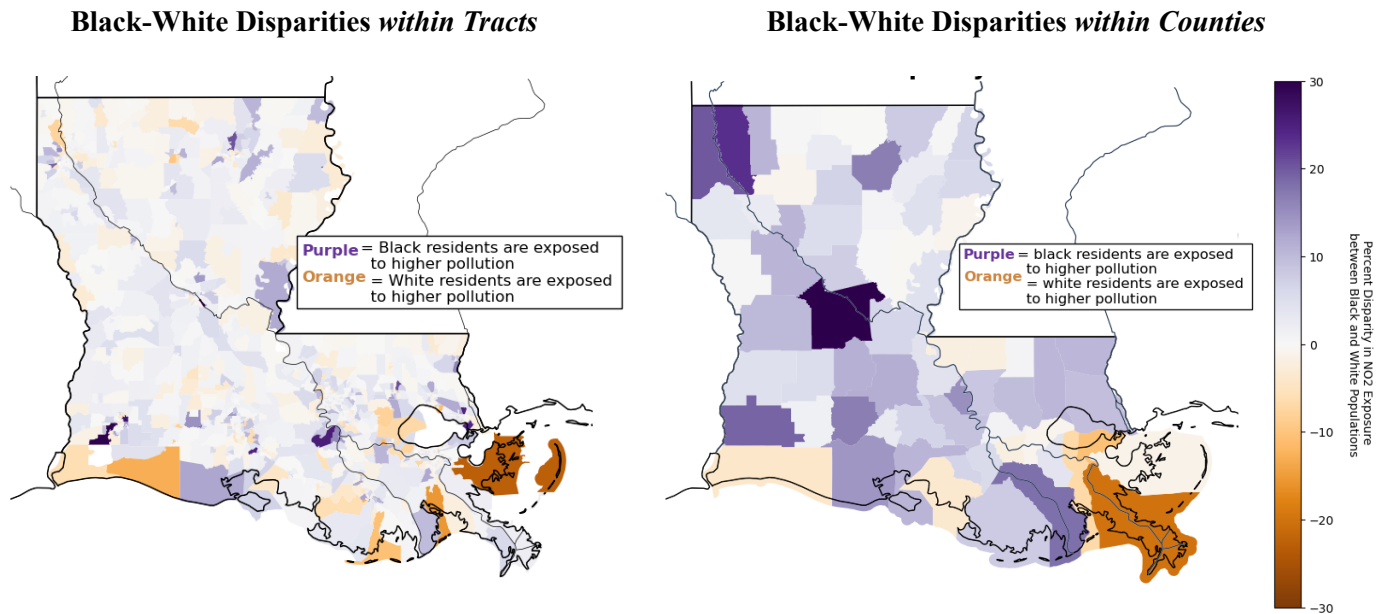 Black-White Disparities within Tracts
Purple = Black residents are exposed
to higher pollution
Orange = White residents are exposed
to higher pollution
Black-White Disparities within Counties
Purple = black residents are exposed
to higher pollution
Orange = white residents are exposed
to higher pollution
30
20
10
0
−10
−20
−30
Percent Disparity in NO2 Exposure
between Black and White Populations